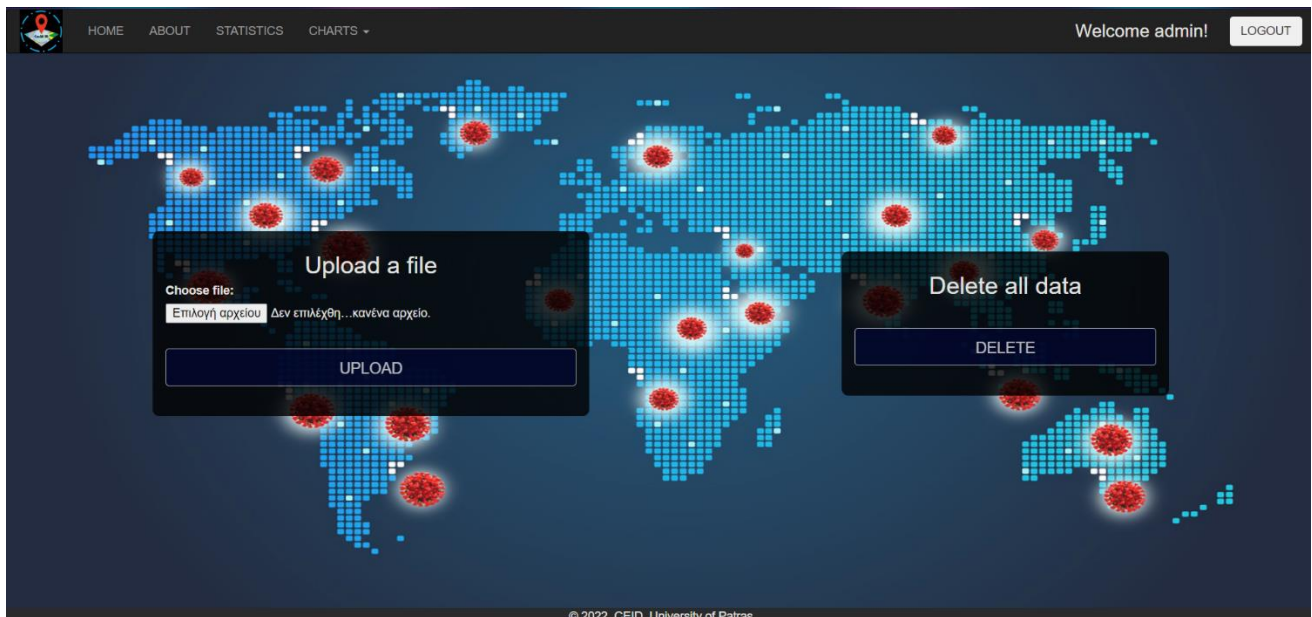 HOME ABOUT STATISTICS CHARTS Welcome admin! LOGOUT
Upload a file
Choose file:
Επιλογή αρχείου Δεν επιλέχθη…κανένα αρχείο.
UPLOAD
Delete all data
DELETE
© 2022, CEID, University of Patras